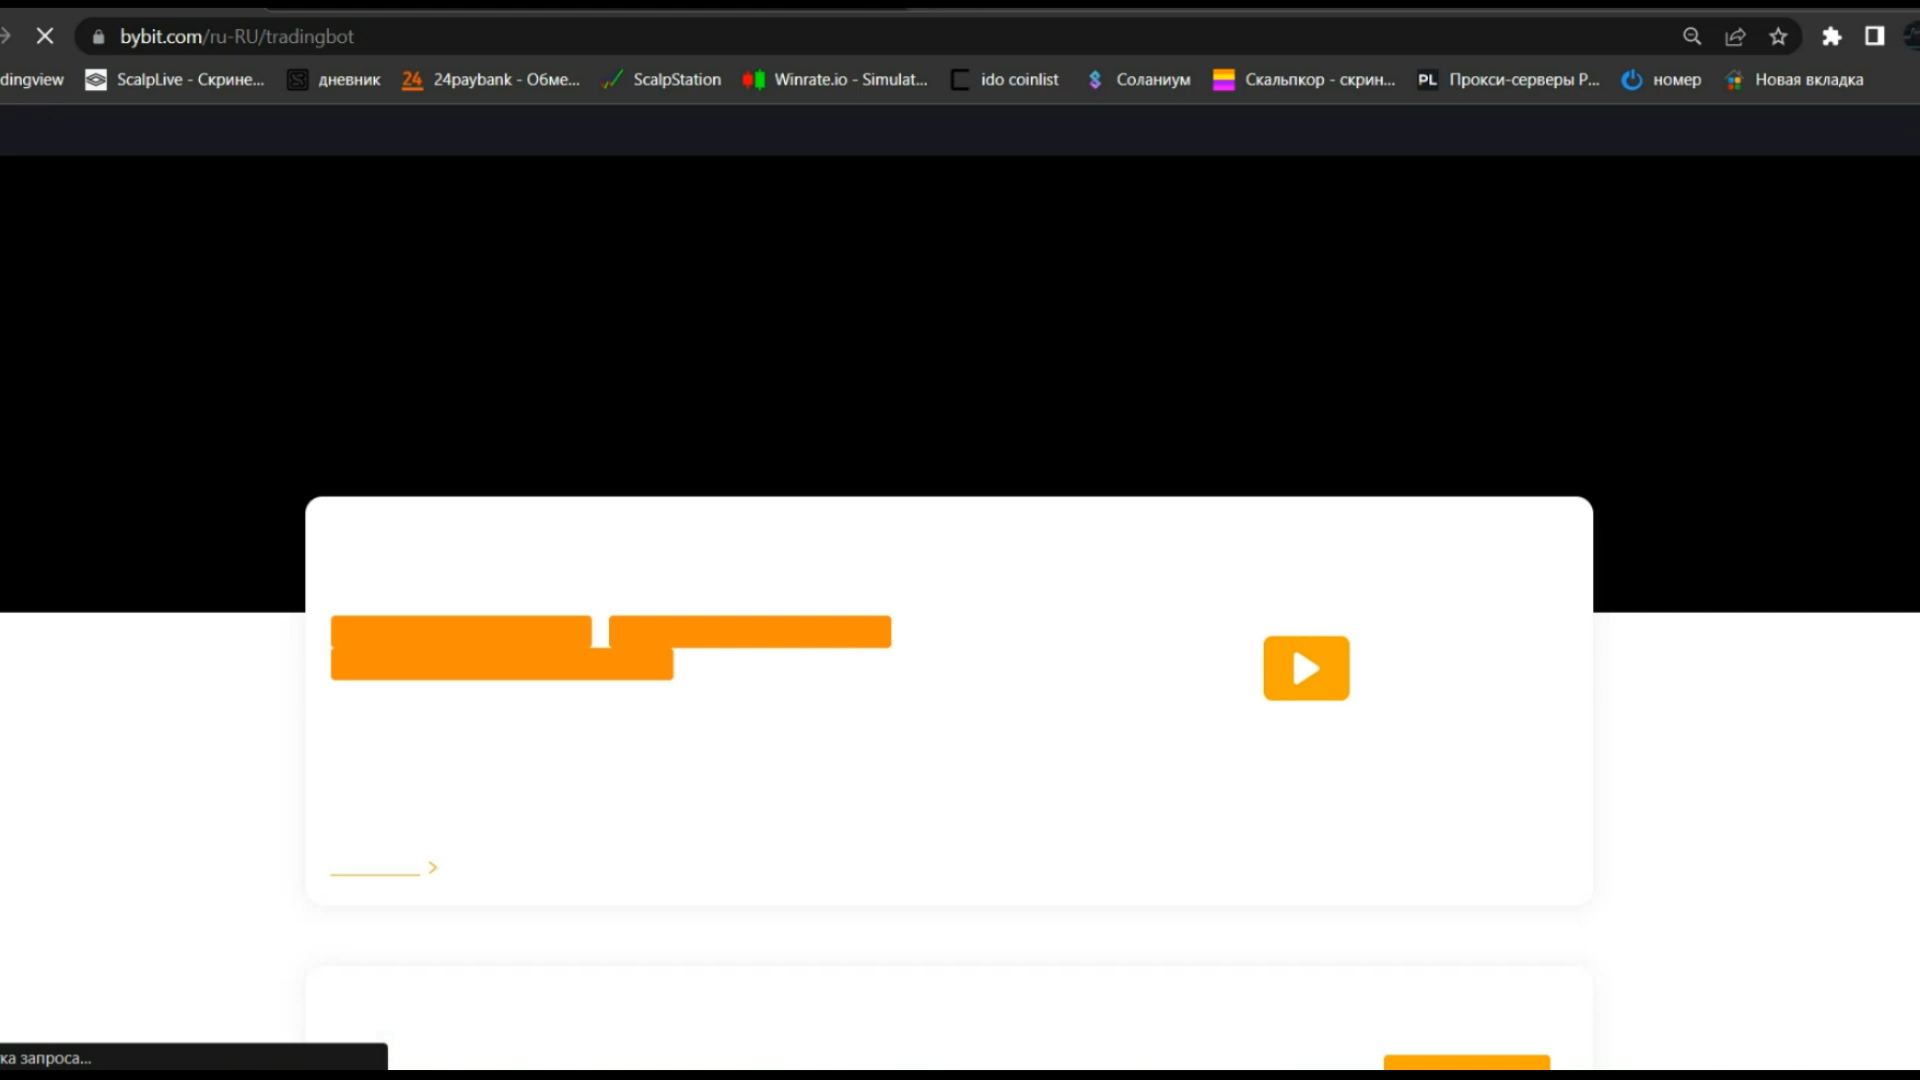 bybit.com/ru-RU/tradingbot
dingview ScalpLive - Скрине... дневник 24 24paybank - Обме... ScalpStation Winrate.io - Simulat... ido coinlist Соланиум Скальпкор - скрин... PL Прокси-серверы P... номер Новая вкладка
ка запроса...